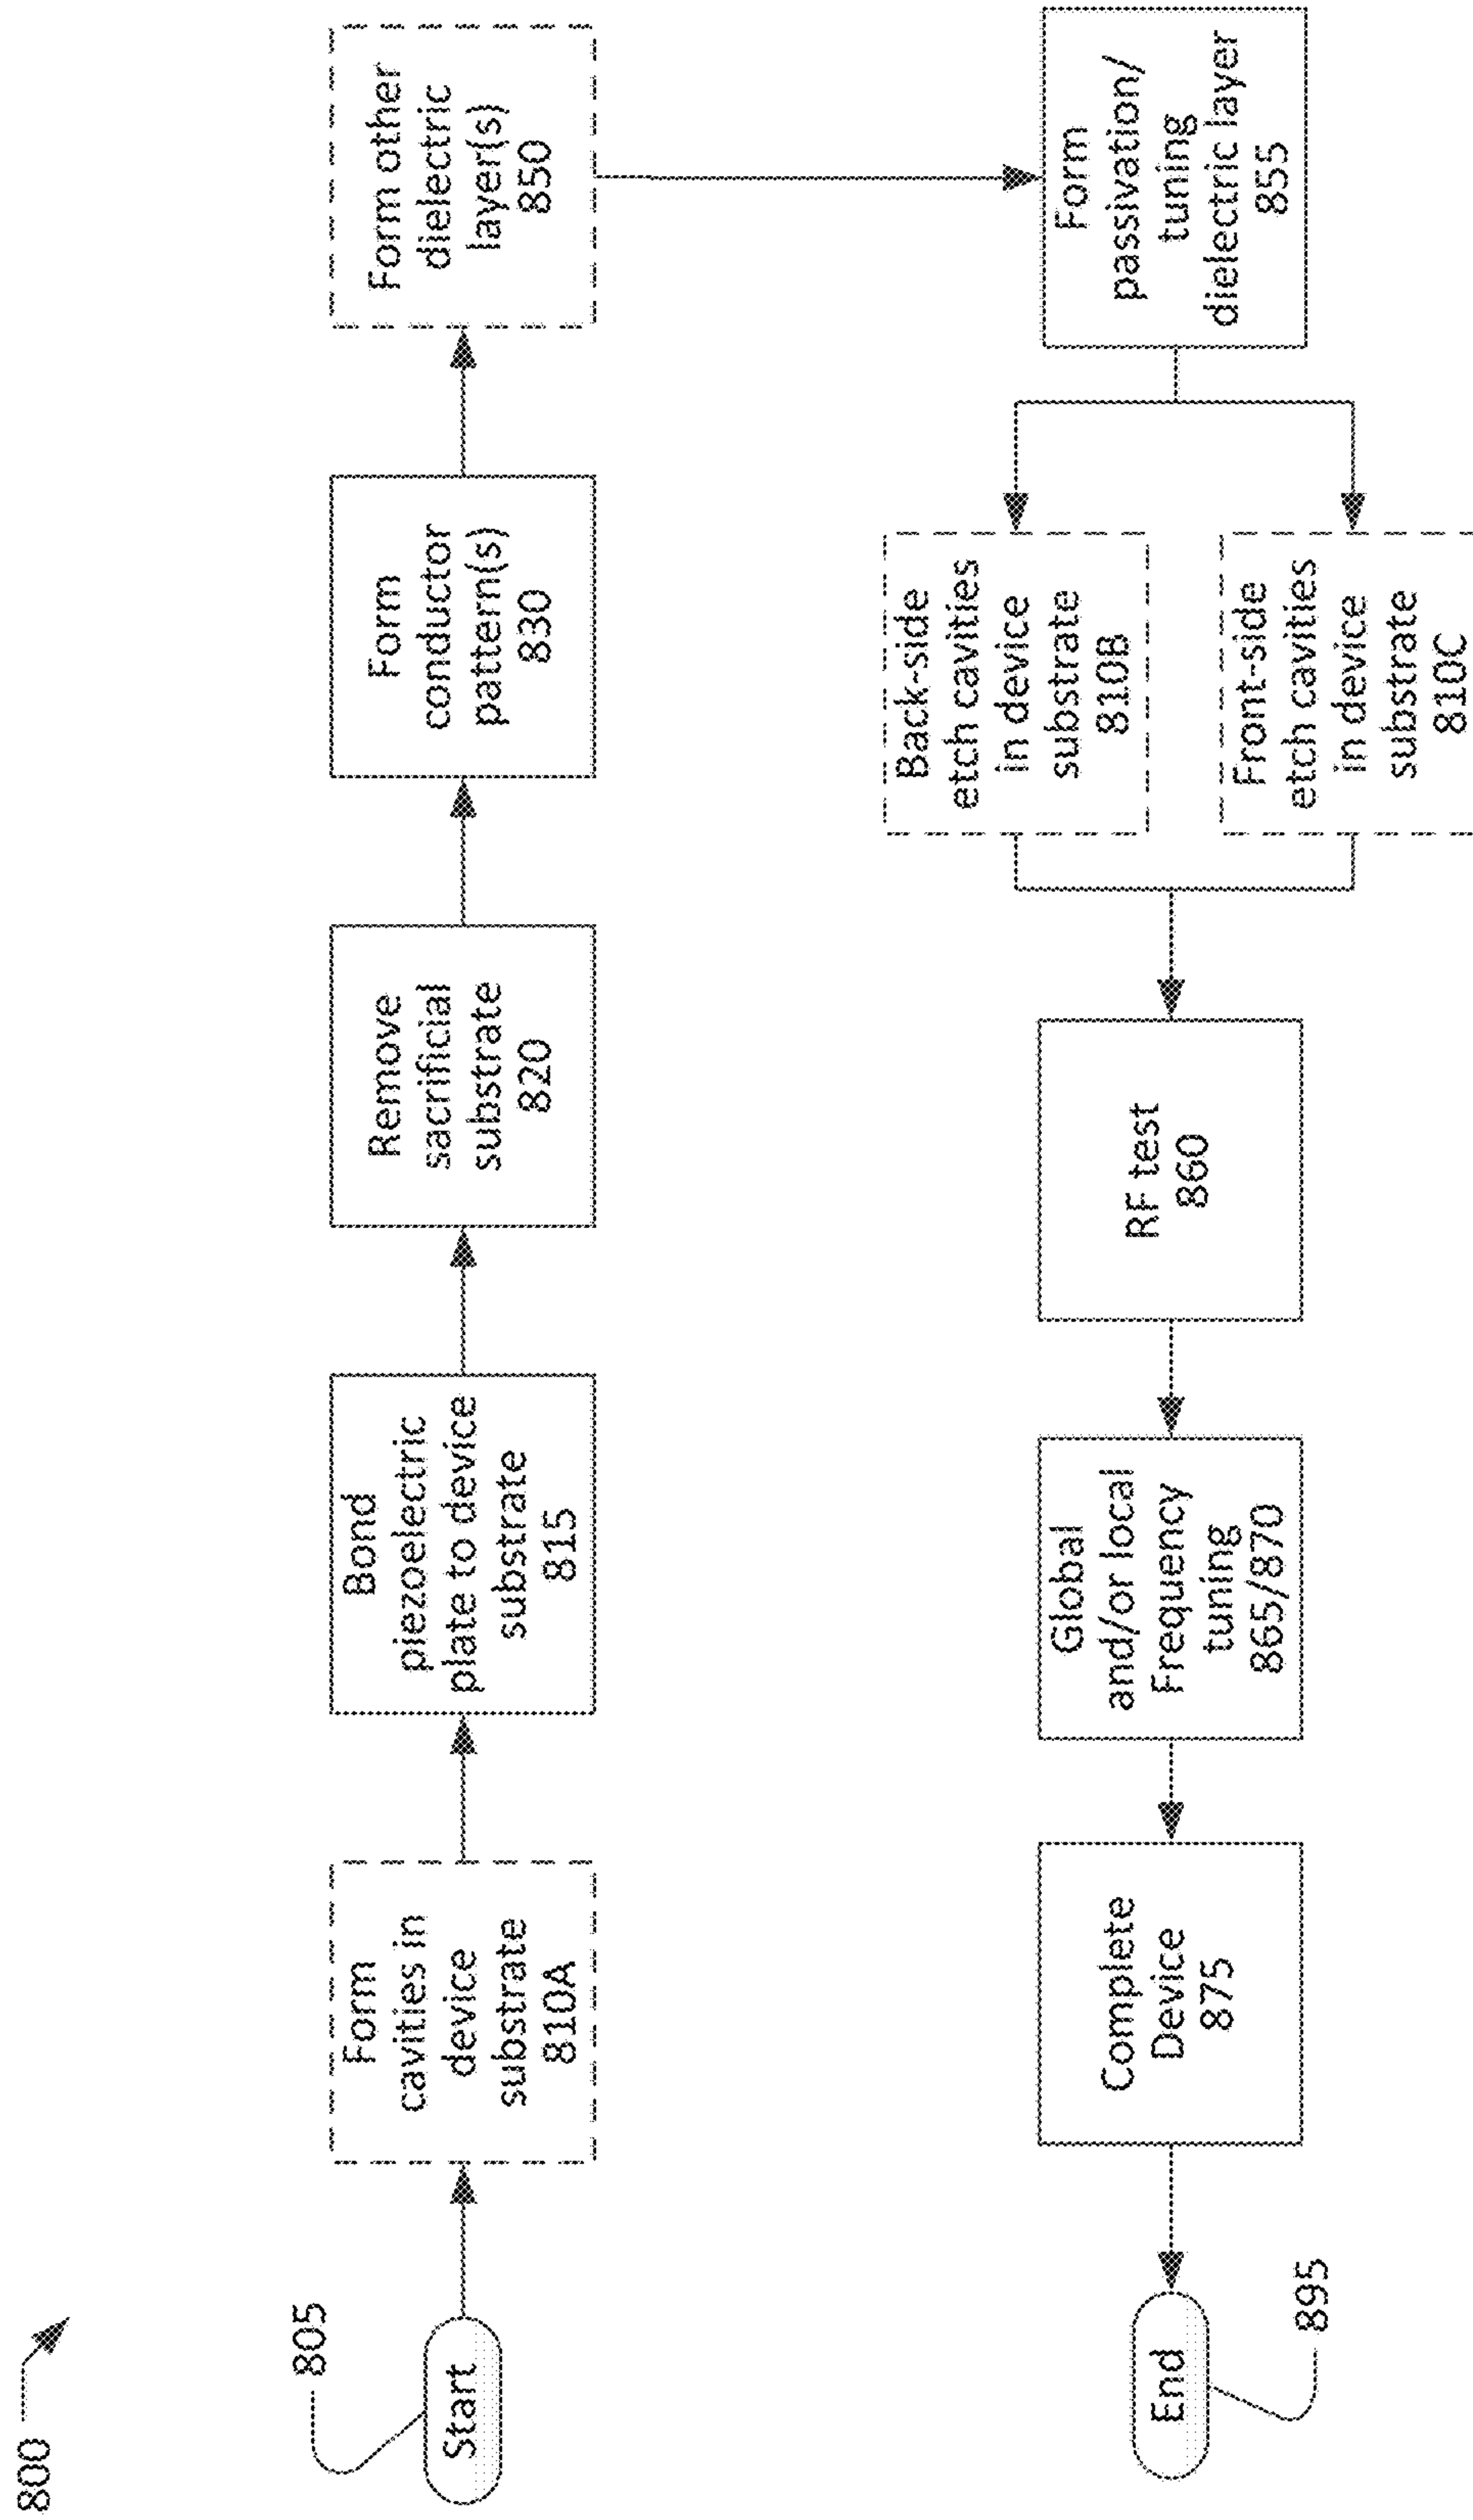 800
805
Start
Form
cavities in
device
substrate
810A
Bond
piezoelectric
plate to device
substrate
815
Remove
sacrificial
substrate
820
Form
conductor
pattern(s)
830
Form other
dielectric
layer(s)
850
Form
passivation/
tuning
dielectric layer
855
Back-side
etch cavities
in device
substrate
810B
Front-side
etch cavities
in device
substrate
810C
RF test
860
Global
and/or local
Frequency
tuning
865/870
Complete
Device
875
End
895